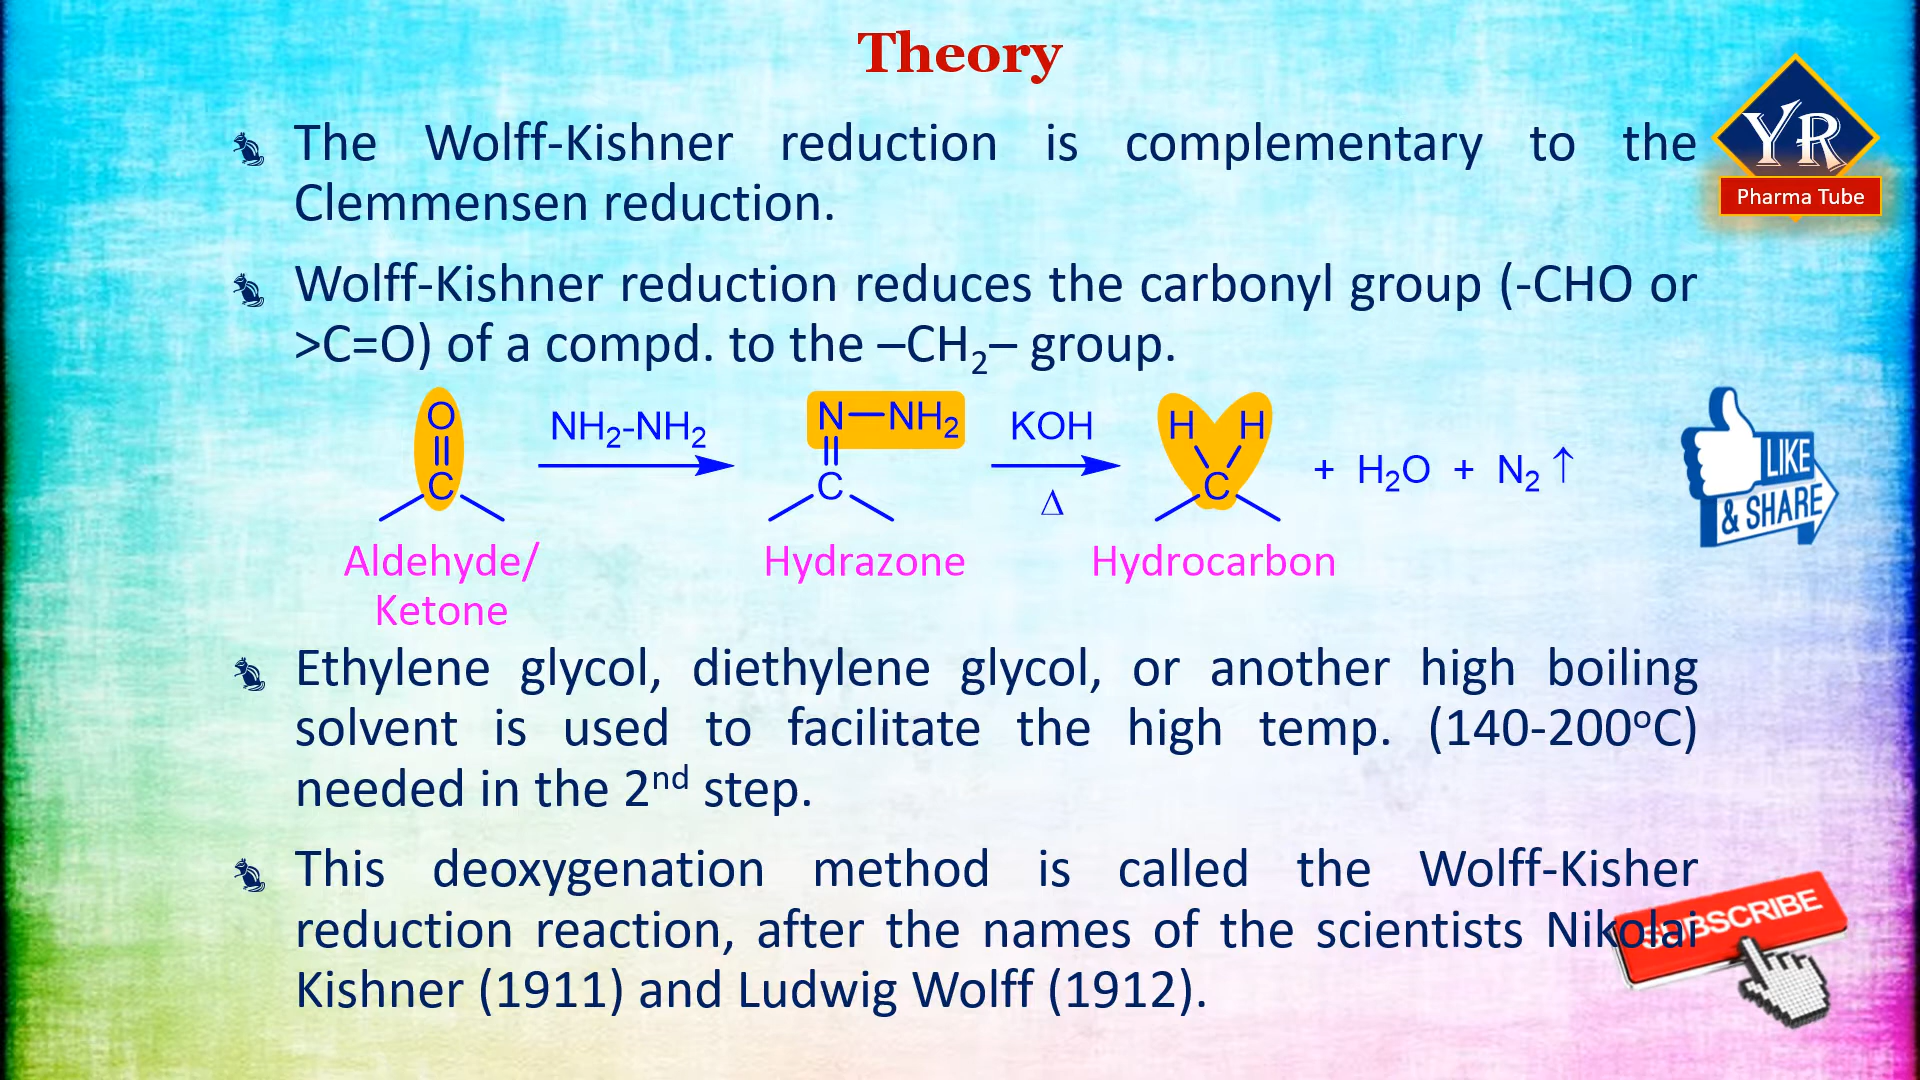 Theory
YR
Pharma Tube
The Wolff-Kishner reduction is complementary to the
Clemmensen reduction.
Wolff-Kishner reduction reduces the carbonyl group (-CHO or
>C=O) of a compd. to the –CH₂– group.
O
C
NH₂-NH₂
N—NH₂
C
KOH
Δ
H H
C
+ H₂O + N₂ ↑
LIKE
& SHARE
Aldehyde/
Ketone
Hydrazone
Hydrocarbon
Ethylene glycol, diethylene glycol, or another high boiling
solvent is used to facilitate the high temp. (140-200ᵒC)
needed in the 2ⁿᵈ step.
This deoxygenation method is called the Wolff-Kisher
reduction reaction, after the names of the scientists Nikolai
Kishner (1911) and Ludwig Wolff (1912).
SUBSCRIBE